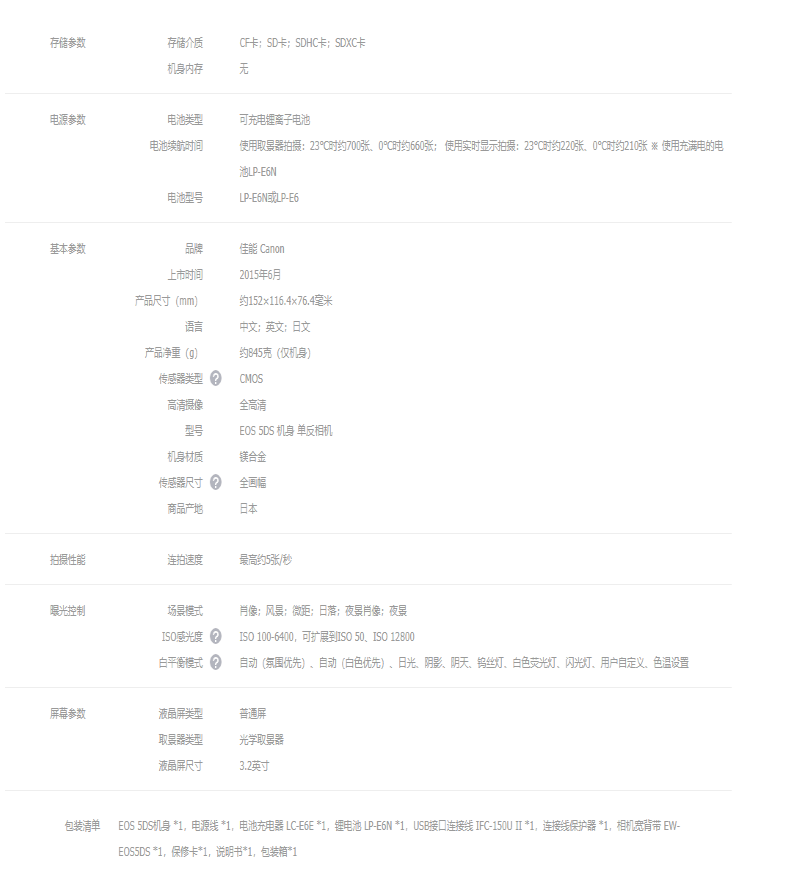 存储参数 存储介质 CF卡；SD卡；SDHC卡；SDXC卡
机身内存 无
电源参数 电池类型 可充电锂离子电池
电池续航时间 使用取景器拍摄：23℃时约700张、0℃时约660张； 使用实时显示拍摄：23℃时约220张、0℃时约210张 ※ 使用充满电的电
池LP-E6N
电池型号 LP-E6N或LP-E6
基本参数 品牌 佳能 Canon
上市时间 2015年6月
产品尺寸（mm） 约152×116.4×76.4毫米
语言 中文；英文；日文
产品净重（g） 约845克（仅机身）
传感器类型 ? CMOS
高清摄像 全高清
型号 EOS 5DS 机身 单反相机
机身材质 镁合金
传感器尺寸 ? 全画幅
商品产地 日本
拍摄性能 连拍速度 最高约5张/秒
曝光控制 场景模式 肖像；风景；微距；日落；夜景肖像；夜景
ISO感光度 ? ISO 100-6400，可扩展到ISO 50、ISO 12800
白平衡模式 ? 自动（氛围优先）、自动（白色优先）、日光、阴影、阴天、钨丝灯、白色荧光灯、闪光灯、用户自定义、色温设置
屏幕参数 液晶屏类型 普通屏
取景器类型 光学取景器
液晶屏尺寸 3.2英寸
包装清单 EOS 5DS机身 *1，电源线 *1，电池充电器 LC-E6E *1，锂电池 LP-E6N *1，USB接口连接线 IFC-150U II *1，连接线保护器 *1，相机宽背带 EW-
EOS5DS *1，保修卡*1，说明书*1，包装箱*1